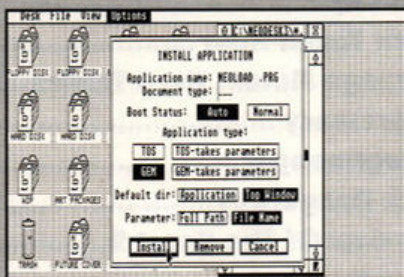 Desk File View Options
C:\NEODESK\*.
INSTALL APPLICATION
Application name: NEOLOAD .PRG
Document type: ___
Boot Status: Auto Normal
Application type:
TOS TOS-takes parameters
GEM GEM-takes parameters
Default dir: Application Top Window
Parameter: Full Path File Name
Install Remove Cancel
FLOPPY DISK FLOPPY DISK
HARD DISK HARD DISK
ART PACKAGES
TRASH FUTURE COVER